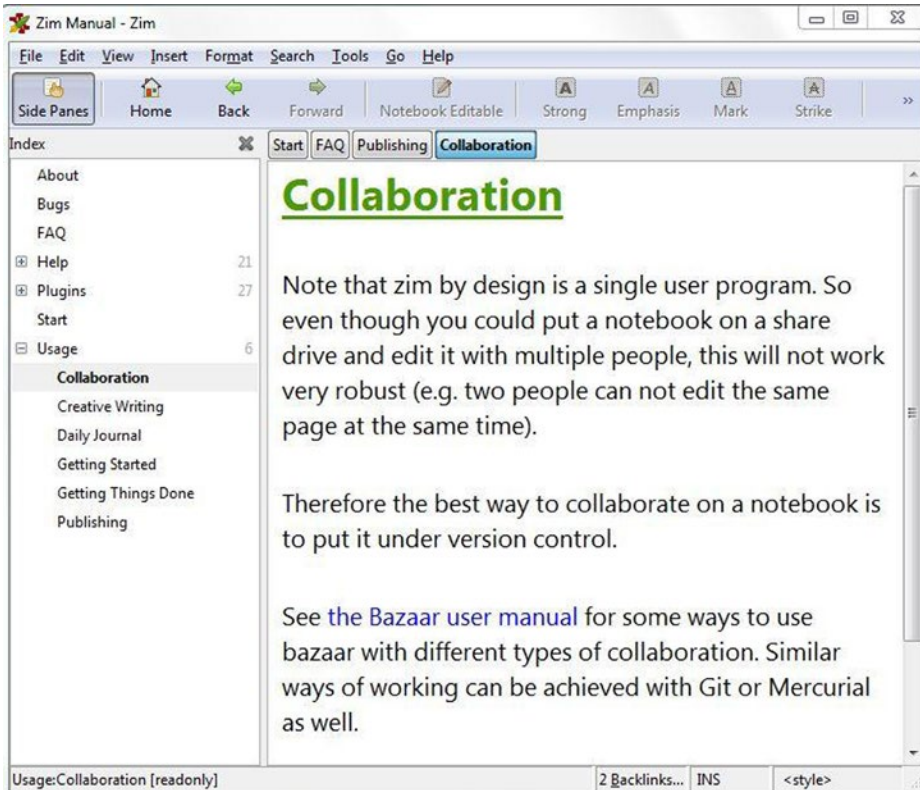 Zim Manual - Zim
File Edit View Insert Format Search Tools Go Help
Side Panes Home Back Forward Notebook Editable Strong Emphasis Mark Strike »
Index
Start FAQ Publishing Collaboration
About
Bugs
FAQ
Help 21
Plugins 27
Start
Usage 6
Collaboration
Creative Writing
Daily Journal
Getting Started
Getting Things Done
Publishing
Collaboration
Note that zim by design is a single user program. So
even though you could put a notebook on a share
drive and edit it with multiple people, this will not work
very robust (e.g. two people can not edit the same
page at the same time).
Therefore the best way to collaborate on a notebook is
to put it under version control.
See the Bazaar user manual for some ways to use
bazaar with different types of collaboration. Similar
ways of working can be achieved with Git or Mercurial
as well.
Usage:Collaboration [readonly] 2 Backlinks... INS <style>